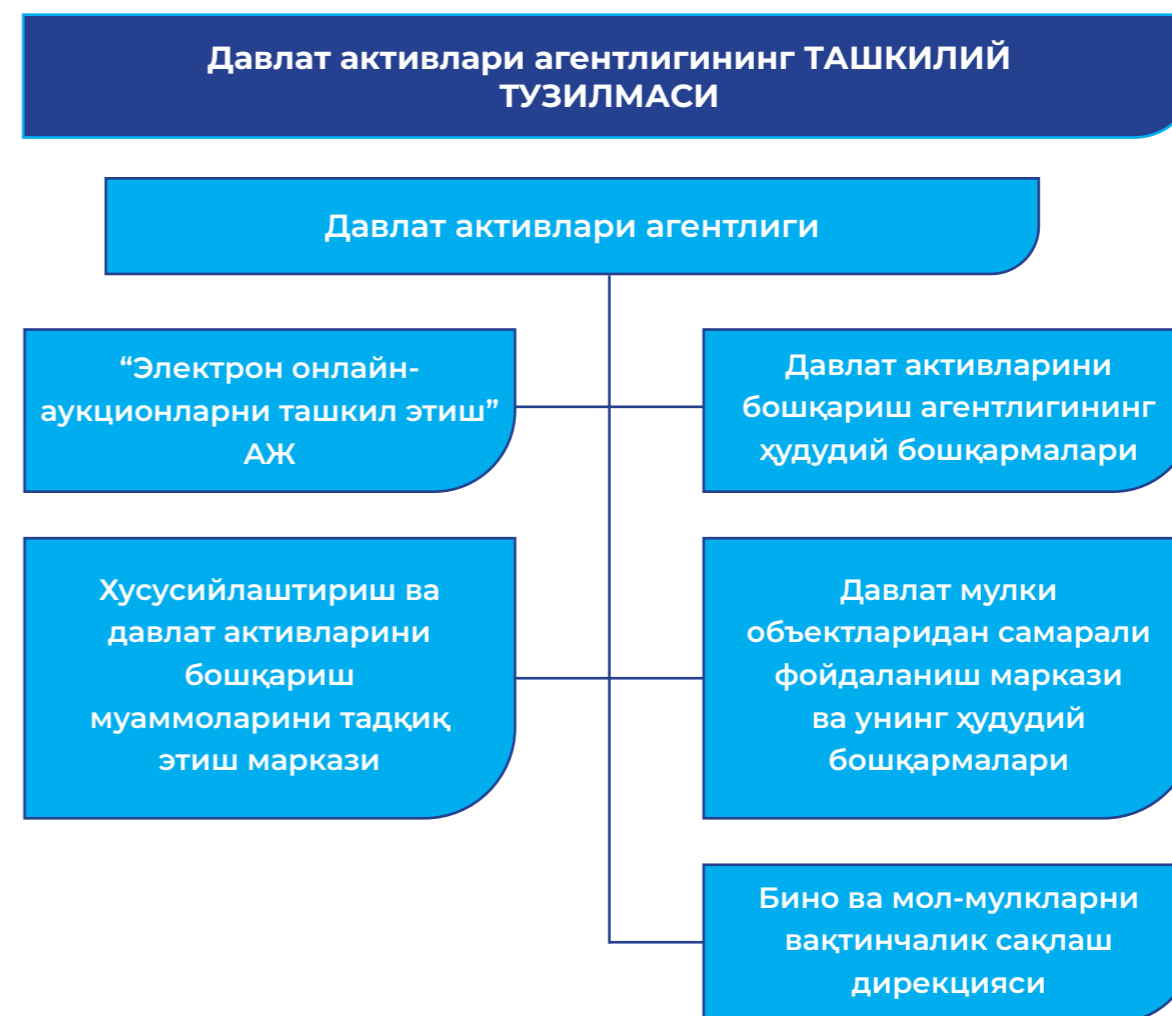 Давлат активлари агентлигининг ТАШКИЛИЙ
ТУЗИЛМАСИ
Давлат активлари агентлиги
“Электрон онлайн-
аукционларни ташкил этиш”
АЖ
Давлат активларини
бошқариш агентлигининг
ҳудудий бошқармалари
Хусусийлаштириш ва
давлат активларини
бошқариш
муаммоларини тадқиқ
этиш маркази
Давлат мулки
объектларидан самарали
фойдаланиш маркази
ва унинг ҳудудий
бошқармалари
Бино ва мол-мулкларни
вақтинчалик сақлаш
дирекцияси